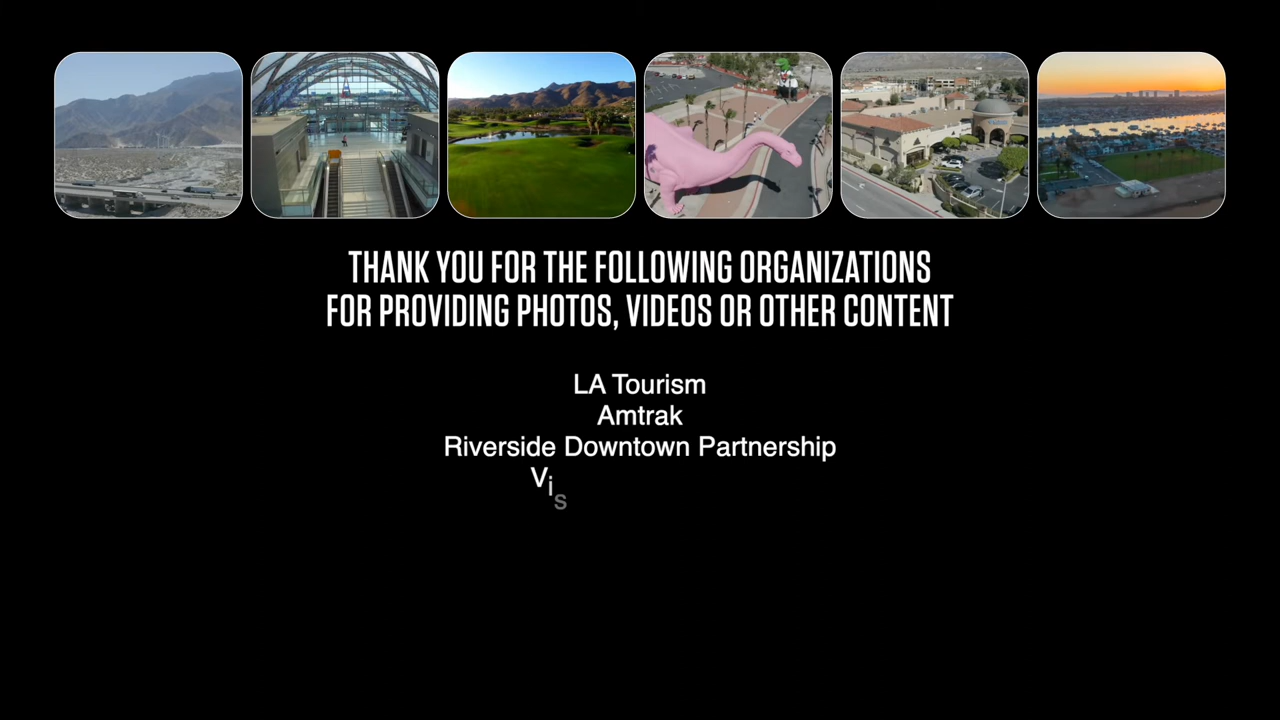 THANK YOU FOR THE FOLLOWING ORGANIZATIONS
FOR PROVIDING PHOTOS, VIDEOS OR OTHER CONTENT
LA Tourism
Amtrak
Riverside Downtown Partnership
Vis